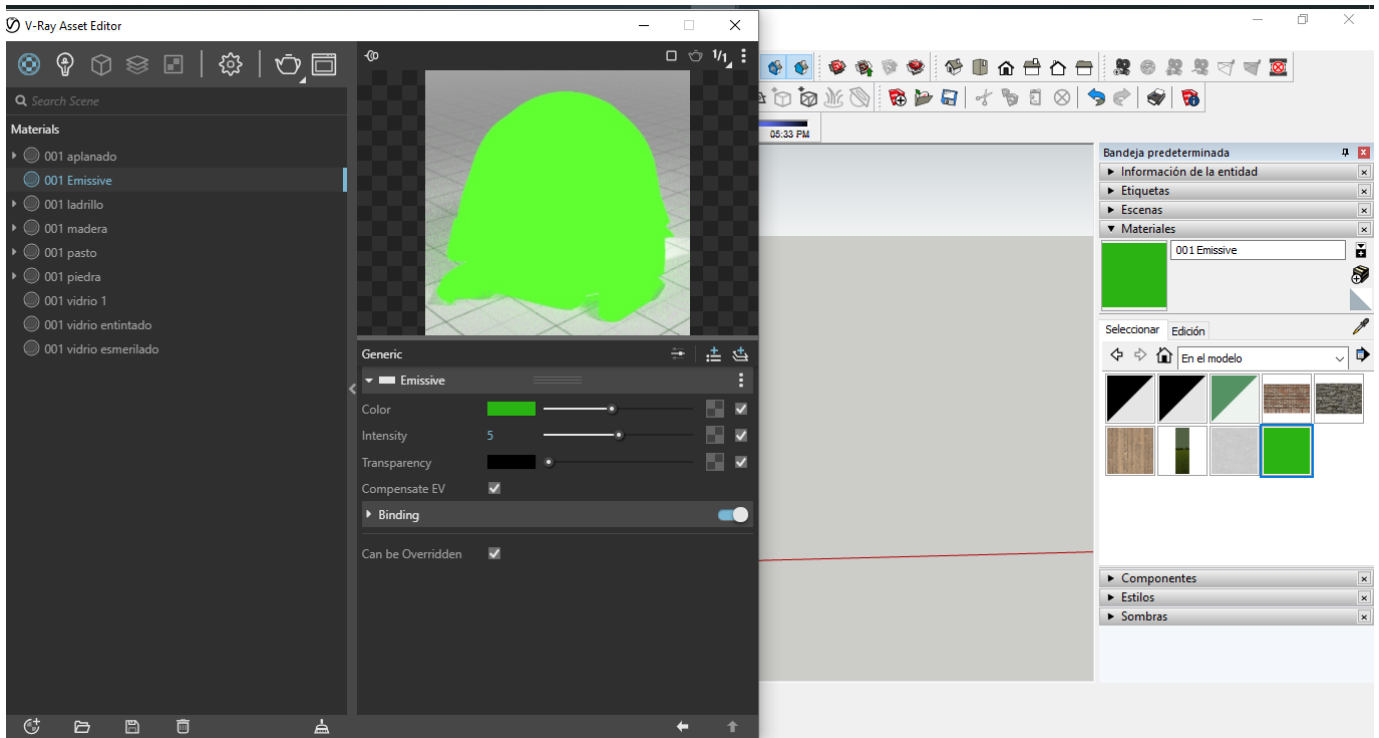 V-Ray Asset Editor
1/1
Search Scene
Materials
001 aplanado
001 Emissive
001 ladrillo
001 madera
001 pasto
001 piedra
001 vidrio 1
001 vidrio entintado
001 vidrio esmerilado
Generic
Emissive
Color
Intensity 5
Transparency
Compensate EV
Binding
Can be Overridden
05:33 PM
Bandeja predeterminada
Información de la entidad
Etiquetas
Escenas
Materiales
001 Emissive
Seleccionar Edición
En el modelo
Componentes
Estilos
Sombras